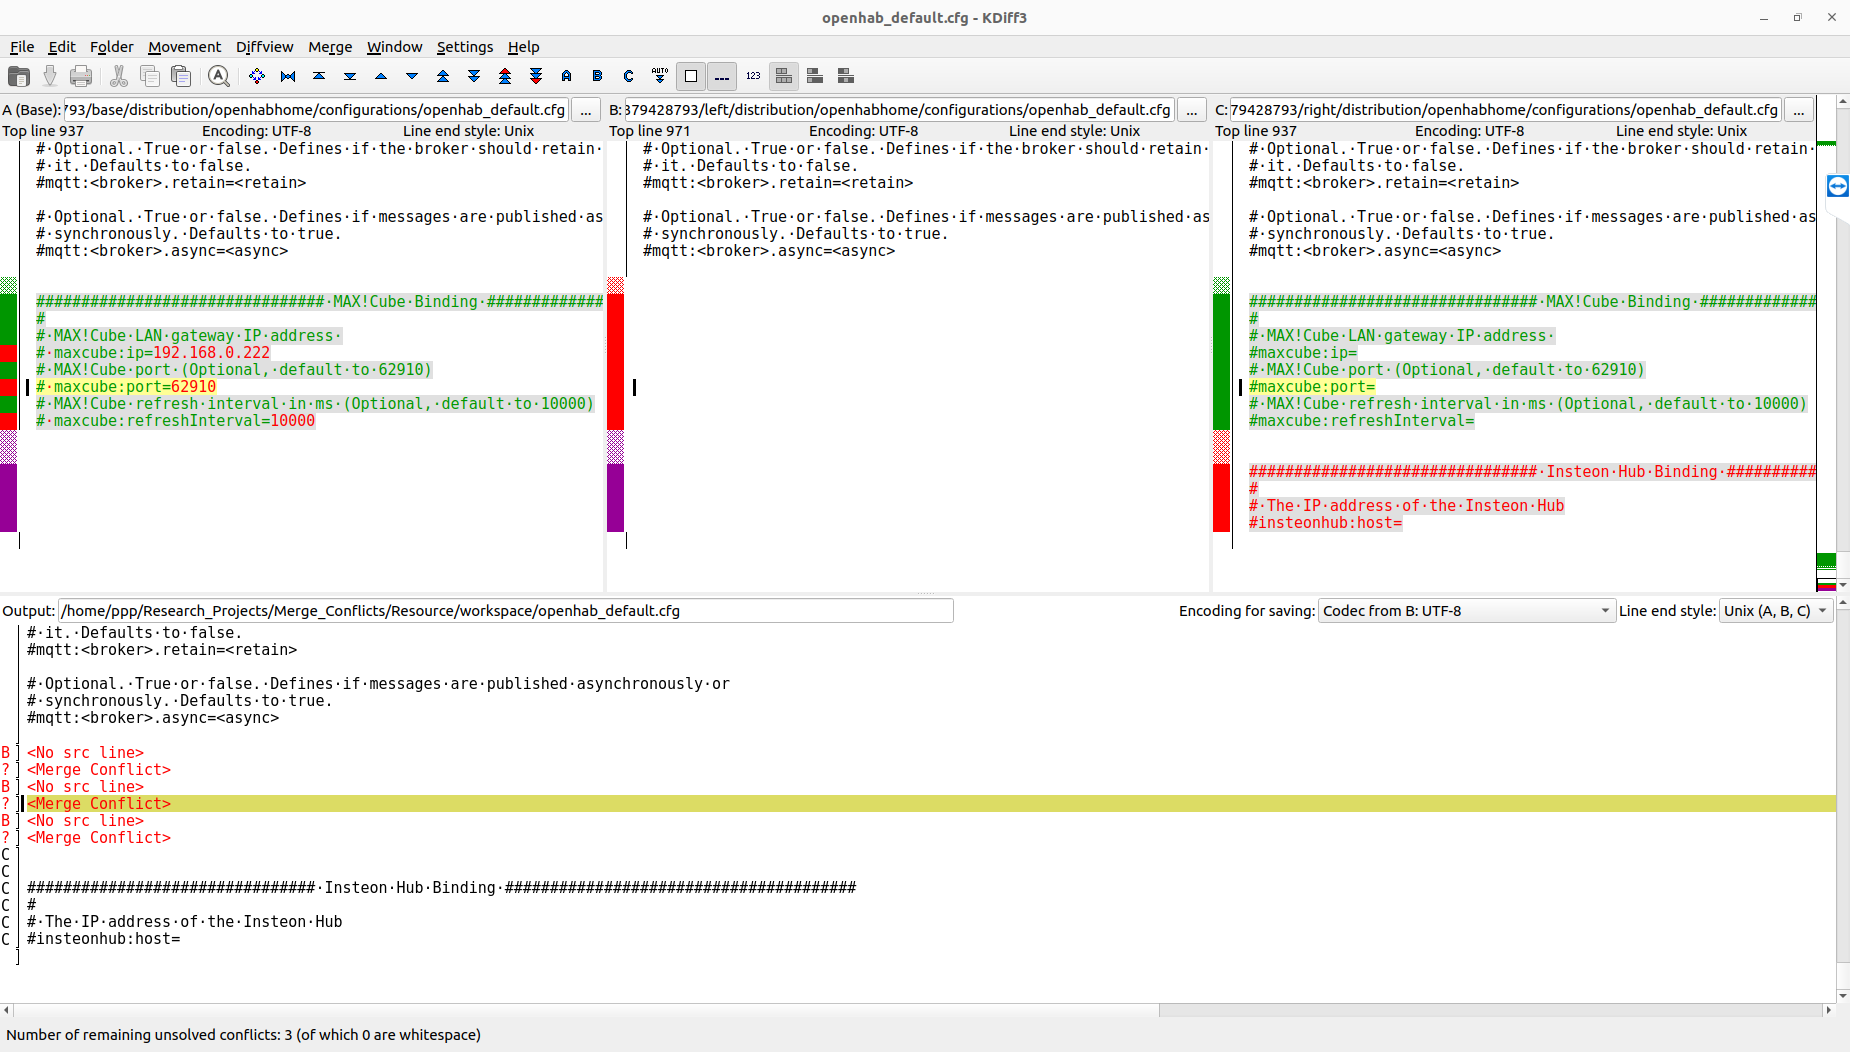 openhab_default.cfg - KDiff3
File Edit Folder Movement Diffview Merge Window Settings Help
A B C AUTO 123
A (Base): 793/base/distribution/openhabhome/configurations/openhab_default.cfg ...
Top line 937 Encoding: UTF-8 Line end style: Unix
#·Optional.·True·or·false.·Defines·if·the·broker·should·retain·
#·it.·Defaults·to·false.
#mqtt:<broker>.retain=<retain>
#·Optional.·True·or·false.·Defines·if·messages·are·published·as
#·synchronously.·Defaults·to·true.
#mqtt:<broker>.async=<async>
################################·MAX!Cube·Binding·#############
#
#·MAX!Cube·LAN·gateway·IP·address·
#·maxcube:ip=192.168.0.222
#·MAX!Cube·port·(Optional,·default·to·62910)
#·maxcube:port=62910
#·MAX!Cube·refresh·interval·in·ms·(Optional,·default·to·10000)
#·maxcube:refreshInterval=10000
B: 379428793/left/distribution/openhabhome/configurations/openhab_default.cfg ...
Top line 971 Encoding: UTF-8 Line end style: Unix
#·Optional.·True·or·false.·Defines·if·the·broker·should·retain·
#·it.·Defaults·to·false.
#mqtt:<broker>.retain=<retain>
#·Optional.·True·or·false.·Defines·if·messages·are·published·as
#·synchronously.·Defaults·to·true.
#mqtt:<broker>.async=<async>
C: 79428793/right/distribution/openhabhome/configurations/openhab_default.cfg ...
Top line 937 Encoding: UTF-8 Line end style: Unix
#·Optional.·True·or·false.·Defines·if·the·broker·should·retain·
#·it.·Defaults·to·false.
#mqtt:<broker>.retain=<retain>
#·Optional.·True·or·false.·Defines·if·messages·are·published·as
#·synchronously.·Defaults·to·true.
#mqtt:<broker>.async=<async>
################################·MAX!Cube·Binding·#############
#
#·MAX!Cube·LAN·gateway·IP·address·
#maxcube:ip=
#·MAX!Cube·port·(Optional,·default·to·62910)
#maxcube:port=
#·MAX!Cube·refresh·interval·in·ms·(Optional,·default·to·10000)
#maxcube:refreshInterval=
################################·Insteon·Hub·Binding·##########
#
#·The·IP·address·of·the·Insteon·Hub
#insteonhub:host=
Output: /home/ppp/Research_Projects/Merge_Conflicts/Resource/workspace/openhab_default.cfg Encoding for saving: Codec from B: UTF-8 Line end style: Unix (A, B, C)
#·it.·Defaults·to·false.
#mqtt:<broker>.retain=<retain>
#·Optional.·True·or·false.·Defines·if·messages·are·published·asynchronously·or
#·synchronously.·Defaults·to·true.
#mqtt:<broker>.async=<async>
B <No src line>
? <Merge Conflict>
B <No src line>
? <Merge Conflict>
B <No src line>
? <Merge Conflict>
C
C
C ################################·Insteon·Hub·Binding·#######################################
C #
C #·The·IP·address·of·the·Insteon·Hub
C #insteonhub:host=
Number of remaining unsolved conflicts: 3 (of which 0 are whitespace)